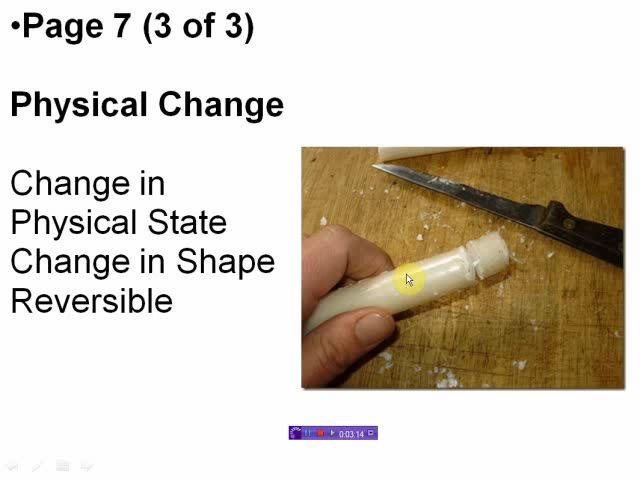 •Page 7 (3 of 3)
Physical Change
Change in
Physical State
Change in Shape
Reversible
0:03:14